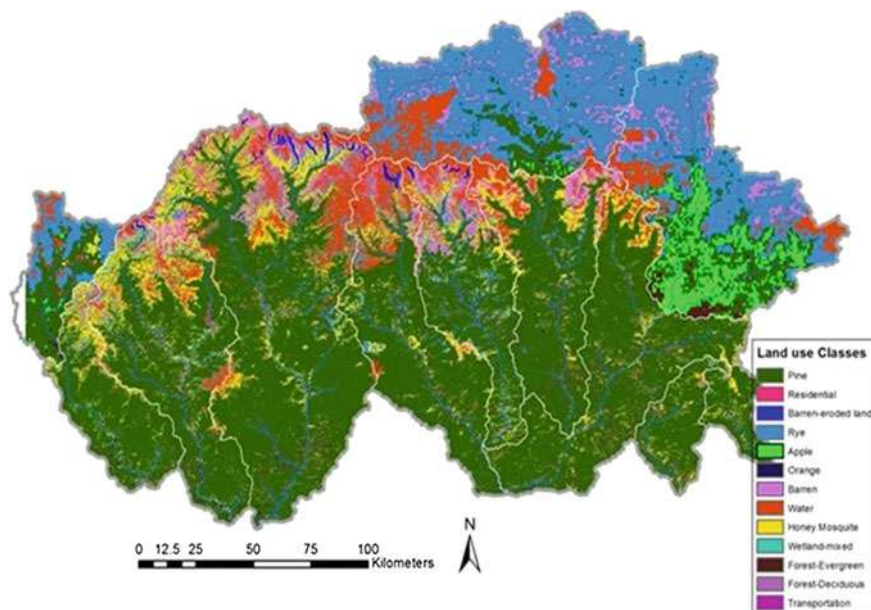 Land use Classes
Pine
Residential
Barren-eroded land
Rye
Apple
Orange
Barren
Water
Honey Mosquite
Wetland-mixed
Forest-Evergreen
Forest-Deciduous
Transportation
N
0 12.5 25 50 75 100
Kilometers